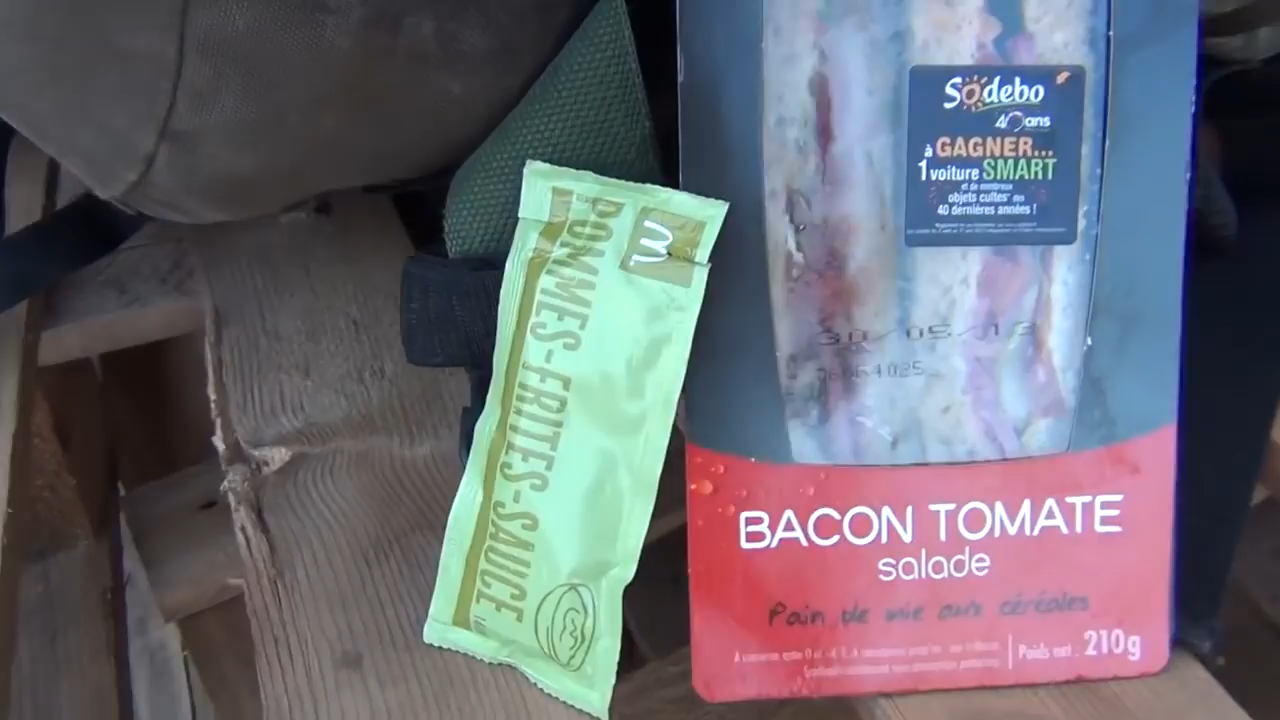 POMMES-FRITES-SAUCE
Sodebo
40 ans
à GAGNER...
1 voiture SMART
et de nombreux
objets cultes* des
40 dernières années !
30/05/13
BACON TOMATE
salade
Pain de mie aux céréales
Poids net : 210g